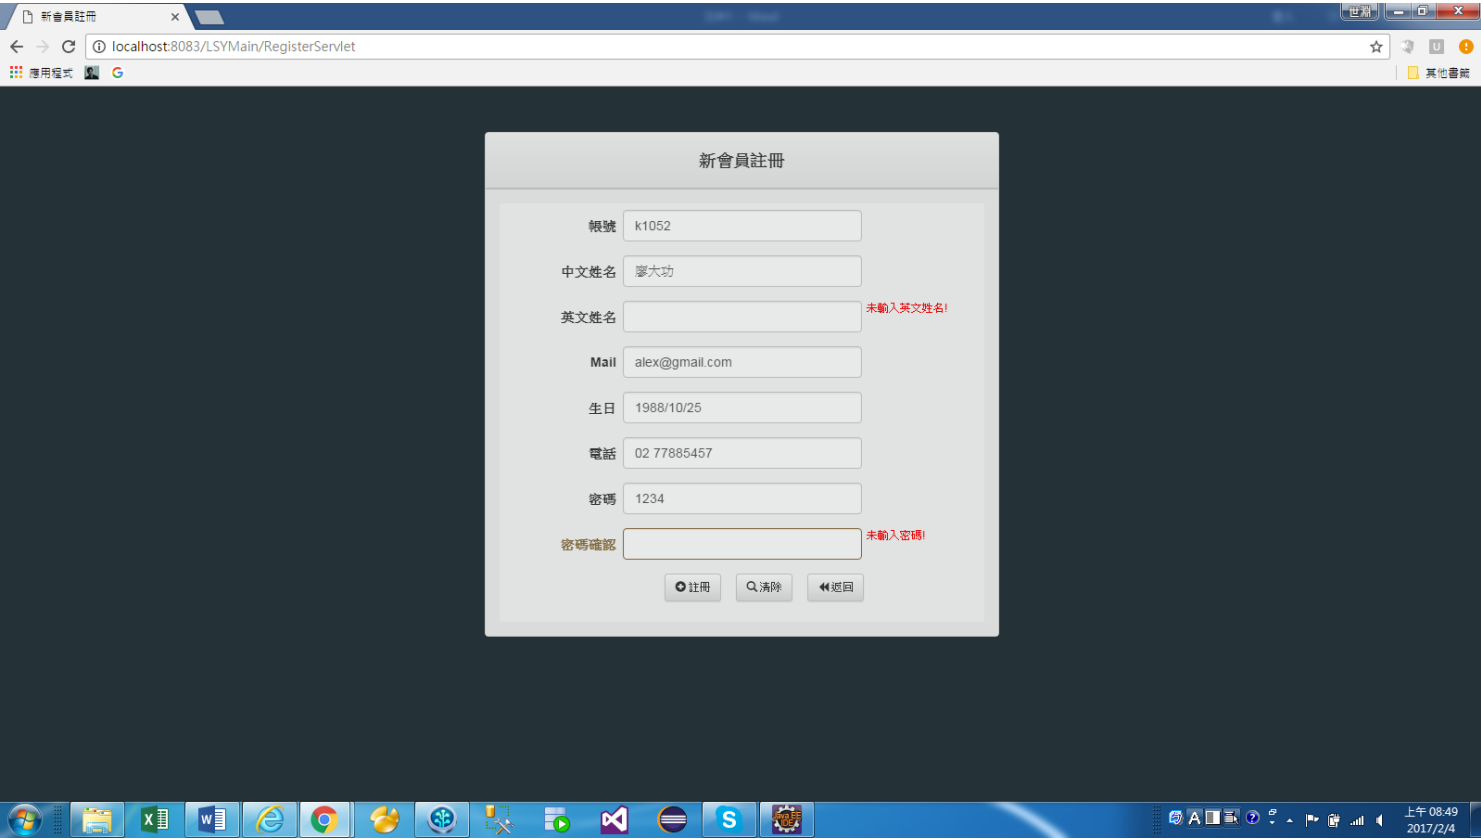 新會員註冊
世淵
localhost:8083/LSYMain/RegisterServlet
應用程式
其他書籤
新會員註冊
帳號 k1052
中文姓名 廖大功
英文姓名 未輸入英文姓名!
Mail alex@gmail.com
生日 1988/10/25
電話 02 77885457
密碼 1234
密碼確認 未輸入密碼!
註冊 清除 返回
上午 08:49
2017/2/4